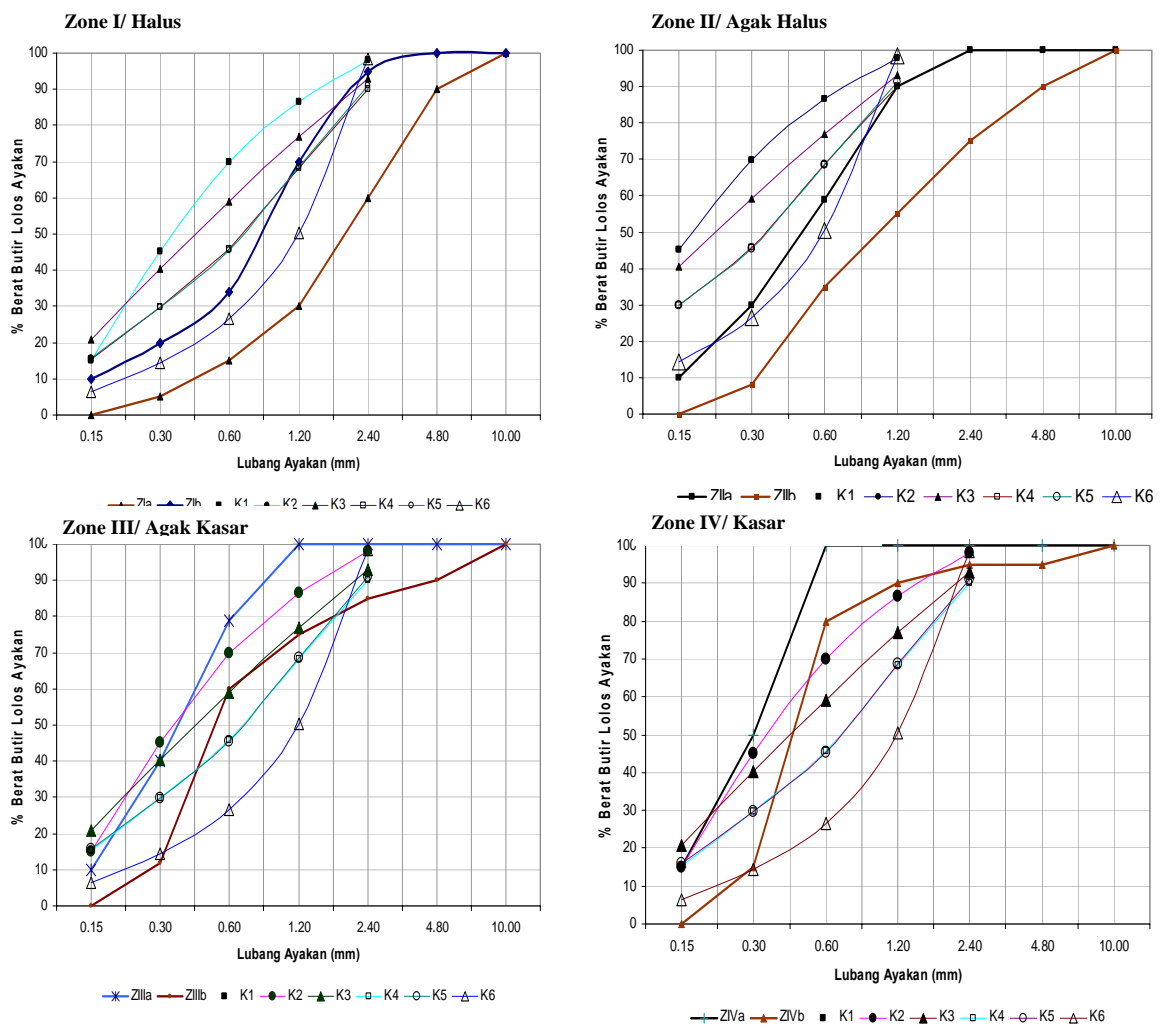 Zone I/ Halus
% Berat Butir Lolos Ayakan
100
90
80
70
60
50
40
30
20
10
0
0.15 0.30 0.60 1.20 2.40 4.80 10.00
Lubang Ayakan (mm)
ZIa ZIb K1 K2 K3 K4 K5 K6
Zone II/ Agak Halus
% Berat Butir Lolos Ayakan
100
90
80
70
60
50
40
30
20
10
0
0.15 0.30 0.60 1.20 2.40 4.80 10.00
Lubang Ayakan (mm)
ZIIa ZIIb K1 K2 K3 K4 K5 K6
Zone III/ Agak Kasar
% Berat Butir Lolos Ayakan
100
90
80
70
60
50
40
30
20
10
0
0.15 0.30 0.60 1.20 2.40 4.80 10.00
Lubang Ayakan (mm)
ZIIIa ZIIIb K1 K2 K3 K4 K5 K6
Zone IV/ Kasar
% Berat Butir Lolos Ayakan
100
90
80
70
60
50
40
30
20
10
0
0.15 0.30 0.60 1.20 2.40 4.80 10.00
Lubang Ayakan (mm)
ZIVa ZIVb K1 K2 K3 K4 K5 K6